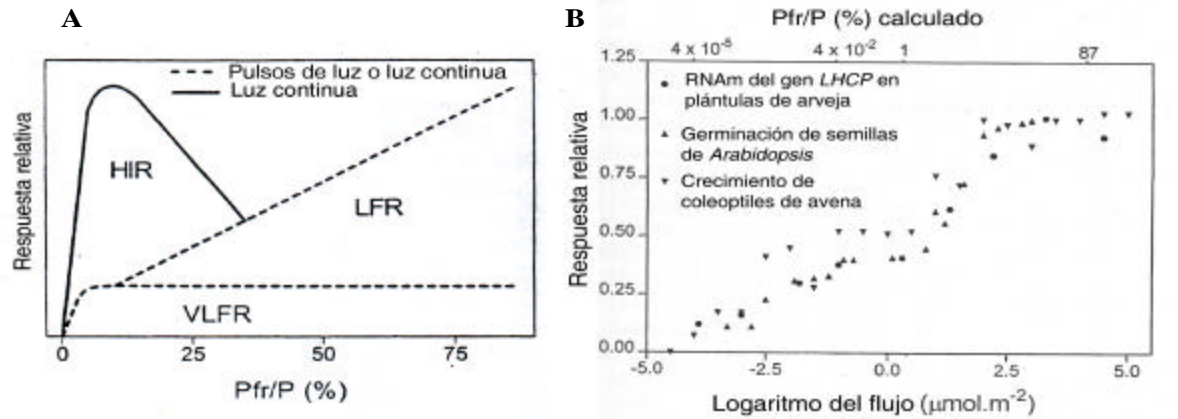 A
Pulsos de luz o luz continua
Luz continua
Respuesta relativa
HIR
LFR
VLFR
0
25
50
75
Pfr/P (%)
B
Pfr/P (%) calculado
4 x 10-5
4 x 10-2
1
87
1.25
1.00
0.75
0.50
0.25
0.00
Respuesta relativa
RNAm del gen LHCP en
plántulas de arveja
Germinación de semillas
de Arabidopsis
Crecimiento de
coleoptiles de avena
-5.0
-2.5
0.0
2.5
5.0
Logaritmo del flujo (μmol.m-2)